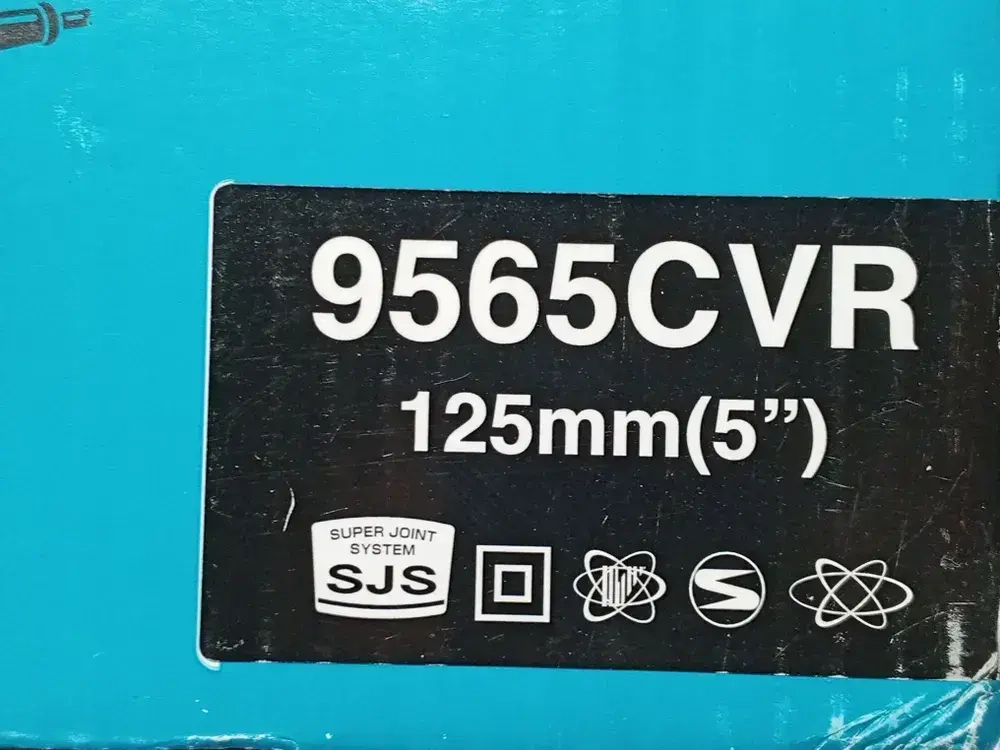 9565CVR
125mm(5”)
SUPER JOINT
SYSTEM
SJS